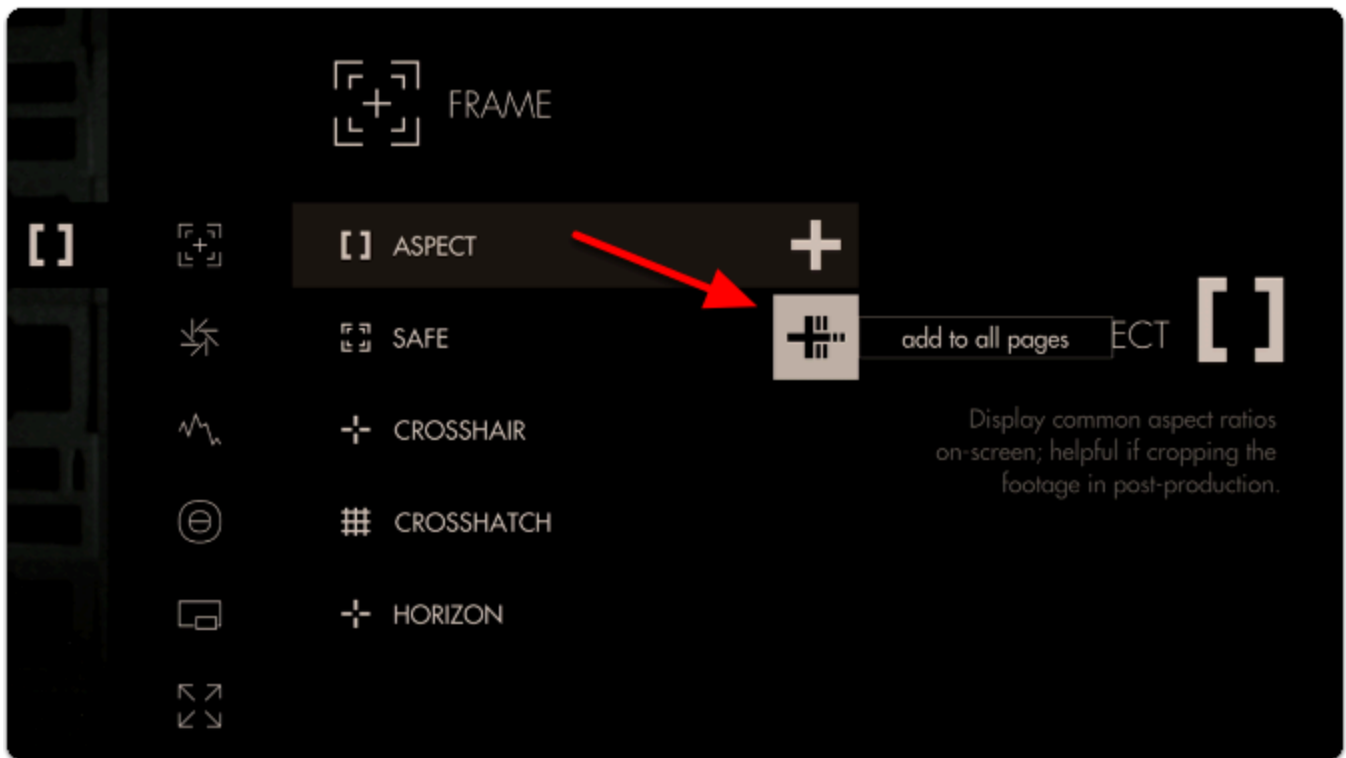 FRAME
ASPECT
SAFE
add to all pages
ECT
CROSSHAIR
Display common aspect ratios
on-screen; helpful if cropping the
footage in post-production.
CROSSHATCH
HORIZON